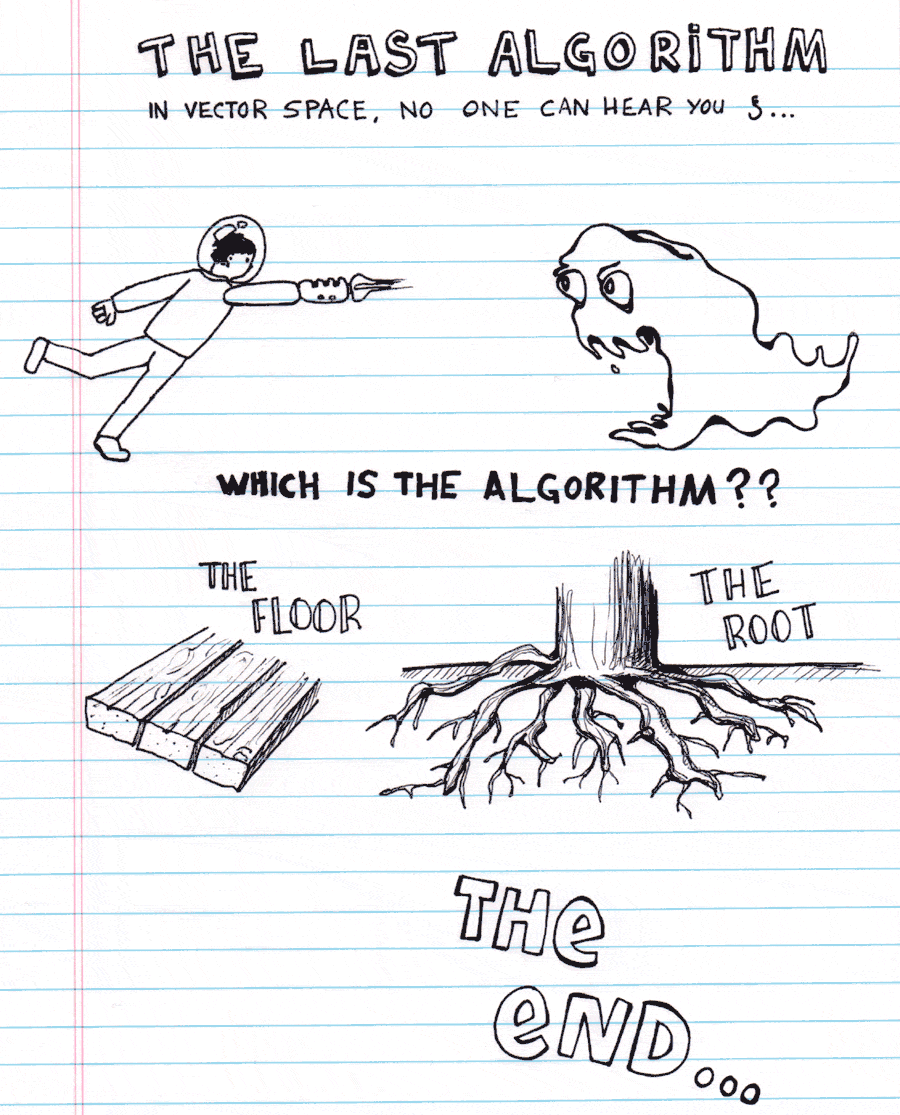 THE LAST ALGORiTHM
IN VECTOR SPACE, NO ONE CAN HEAR YOU §...
WHICH IS THE ALGORITHM??
THE
FLOOR
THE
ROOT
THe
eND...